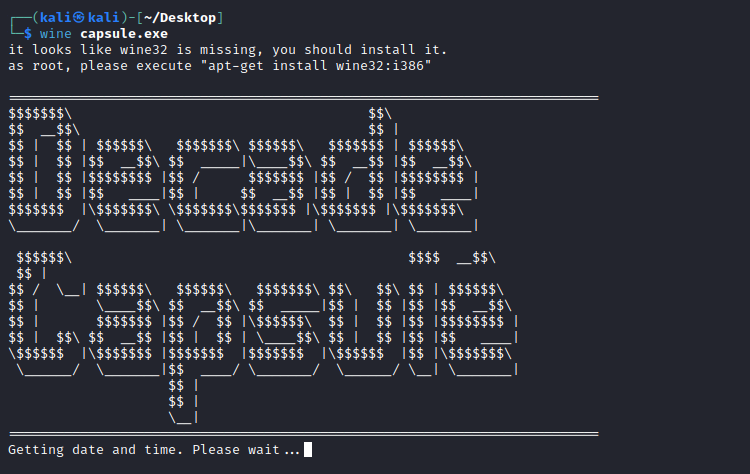 ┌──(kali㉿kali)-[~/Desktop]
└─$ wine capsule.exe
it looks like wine32 is missing, you should install it.
as root, please execute "apt-get install wine32:i386"
==========================================================================
$$$$$$$\                                     $$\
$$  __$$\                                    $$ |
$$ |  $$ | $$$$$$\   $$$$$$$\ $$$$$$\   $$$$$$$ | $$$$$$\
$$ |  $$ |$$  __$$\ $$  _____|\____$$\ $$  __$$ |$$  __$$\
$$ |  $$ |$$$$$$$$ |$$ /      $$$$$$$ |$$ /  $$ |$$$$$$$$ |
$$ |  $$ |$$   ____|$$ |     $$  __$$ |$$ |  $$ |$$   ____|
$$$$$$$  |\$$$$$$$\ \$$$$$$$\$$$$$$$ |\$$$$$$$ |\$$$$$$$\
\_______/  \_______| \_______|\_______| \_______| \_______|
 $$$$$$\                                          $$$$  __$$\
 $$ |
$$ /  \__| $$$$$$\   $$$$$$\   $$$$$$$\ $$\   $$\ $$ | $$$$$$\
$$ |       \____$$\ $$  __$$\ $$  _____|$$ |  $$ |$$ |$$  __$$\
$$ |       $$$$$$$ |$$ /  $$ |\$$$$$$\  $$ |  $$ |$$ |$$$$$$$$ |
$$ |  $$\ $$  __$$ |$$ |  $$ | \____$$\ $$ |  $$ |$$ |$$   ____|
\$$$$$$  |\$$$$$$$ |$$$$$$$  |$$$$$$$  |\$$$$$$  |$$ |\$$$$$$$\
 \______/  \_______|$$  ____/ \_______/  \______/ \__| \_______|
                    $$ |
                    $$ |
                    \__|
==========================================================================
Getting date and time. Please wait...